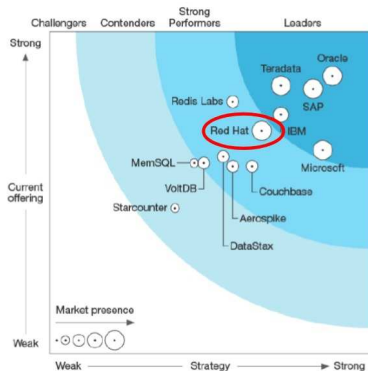 Challengers Contenders Strong Performers Leaders
Strong
Oracle
Teradata
SAP
Redis Labs
Red Hat
IBM
Microsoft
MemSQL
VoltDB
Couchbase
Current offering
Starcounter
Aerospike
DataStax
Market presence
Weak
Weak Strategy Strong